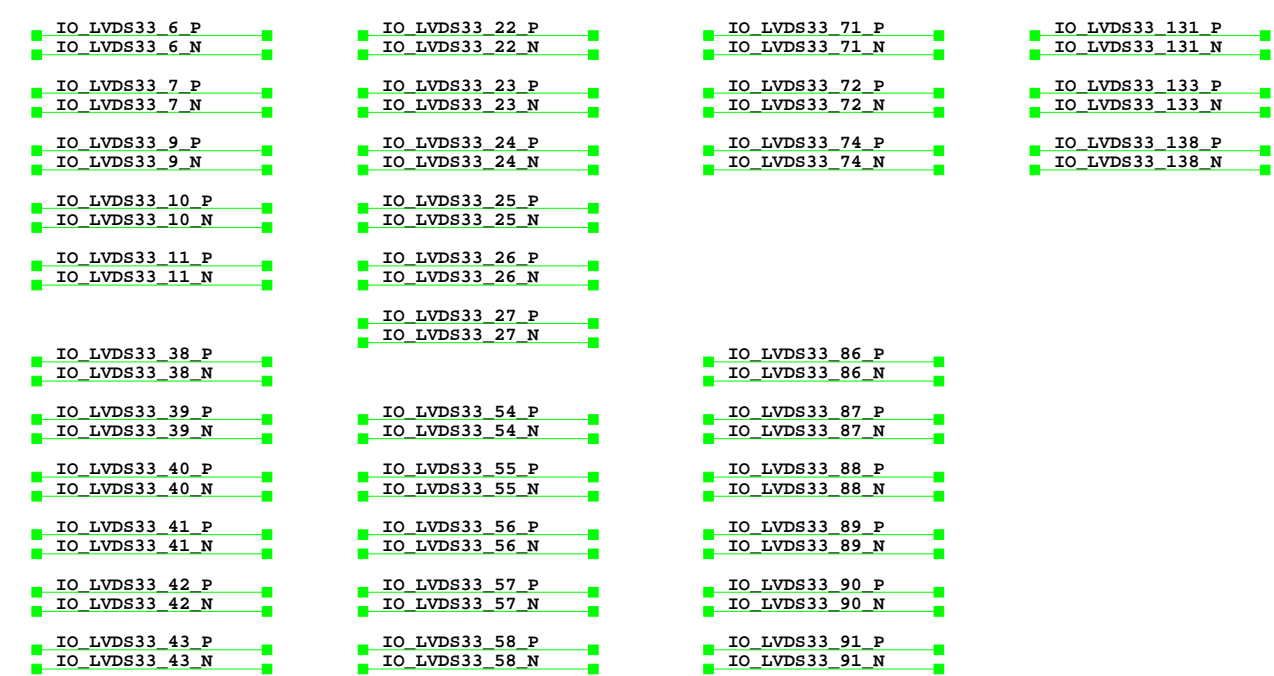 IO_LVDS33_6_P
IO_LVDS33_6_N
IO_LVDS33_7_P
IO_LVDS33_7_N
IO_LVDS33_9_P
IO_LVDS33_9_N
IO_LVDS33_10_P
IO_LVDS33_10_N
IO_LVDS33_11_P
IO_LVDS33_11_N
IO_LVDS33_38_P
IO_LVDS33_38_N
IO_LVDS33_39_P
IO_LVDS33_39_N
IO_LVDS33_40_P
IO_LVDS33_40_N
IO_LVDS33_41_P
IO_LVDS33_41_N
IO_LVDS33_42_P
IO_LVDS33_42_N
IO_LVDS33_43_P
IO_LVDS33_43_N
IO_LVDS33_22_P
IO_LVDS33_22_N
IO_LVDS33_23_P
IO_LVDS33_23_N
IO_LVDS33_24_P
IO_LVDS33_24_N
IO_LVDS33_25_P
IO_LVDS33_25_N
IO_LVDS33_26_P
IO_LVDS33_26_N
IO_LVDS33_27_P
IO_LVDS33_27_N
IO_LVDS33_54_P
IO_LVDS33_54_N
IO_LVDS33_55_P
IO_LVDS33_55_N
IO_LVDS33_56_P
IO_LVDS33_56_N
IO_LVDS33_57_P
IO_LVDS33_57_N
IO_LVDS33_58_P
IO_LVDS33_58_N
IO_LVDS33_71_P
IO_LVDS33_71_N
IO_LVDS33_72_P
IO_LVDS33_72_N
IO_LVDS33_74_P
IO_LVDS33_74_N
IO_LVDS33_86_P
IO_LVDS33_86_N
IO_LVDS33_87_P
IO_LVDS33_87_N
IO_LVDS33_88_P
IO_LVDS33_88_N
IO_LVDS33_89_P
IO_LVDS33_89_N
IO_LVDS33_90_P
IO_LVDS33_90_N
IO_LVDS33_91_P
IO_LVDS33_91_N
IO_LVDS33_131_P
IO_LVDS33_131_N
IO_LVDS33_133_P
IO_LVDS33_133_N
IO_LVDS33_138_P
IO_LVDS33_138_N